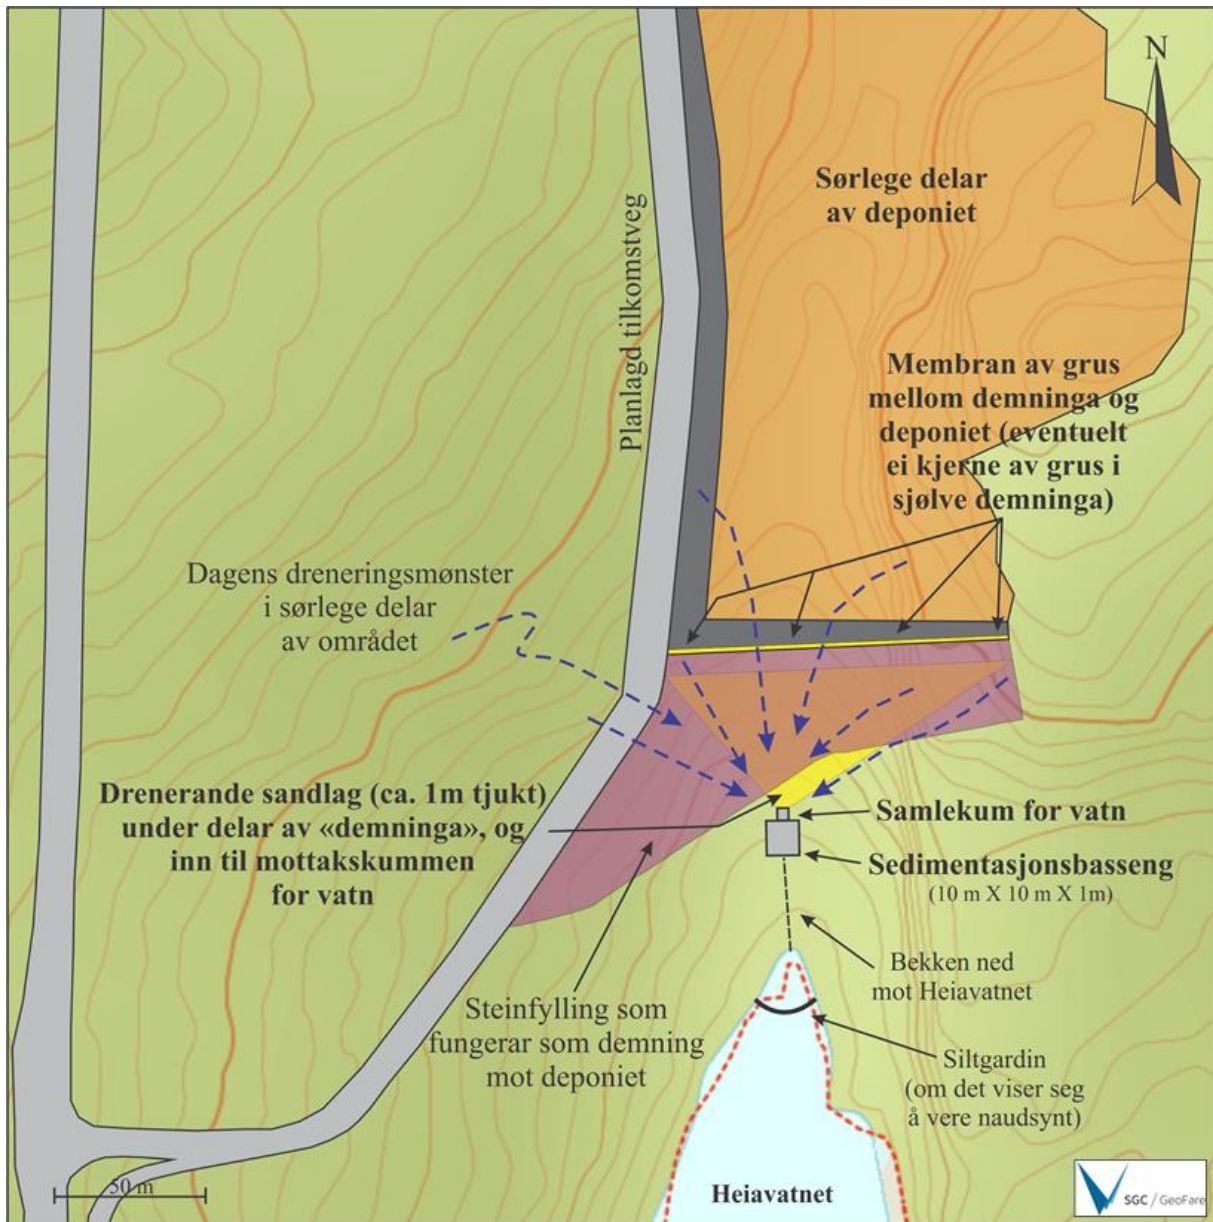 N
Sørlege delar
av deponiet
Planlagd tilkomstveg
Membran av grus
mellom demninga og
deponiet (eventuelt
ei kjerne av grus i
sjølve demninga)
Dagens dreneringsmønster
i sørlege delar
av området
Drenerande sandlag (ca. 1m tjukt)
under delar av «demninga», og
inn til mottakskummen
for vatn
Samlekum for vatn
Sedimentasjonsbasseng
(10 m X 10 m X 1m)
Bekken ned
mot Heiavatnet
Steinfylling som
fungerar som demning
mot deponiet
Siltgardin
(om det viser seg
å vere naudsynt)
50 m
Heiavatnet
SGC / GeoFare